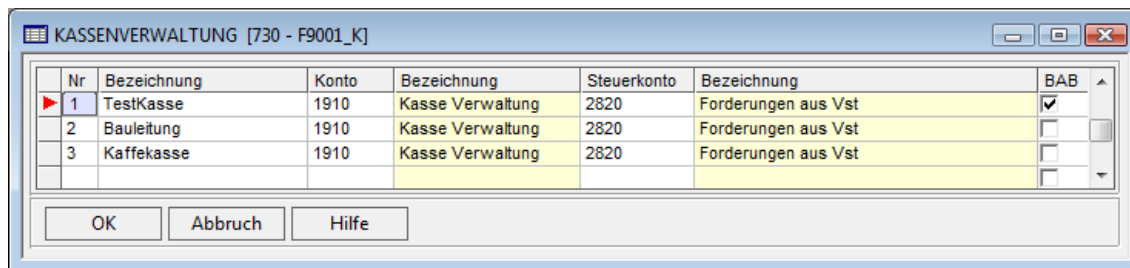 KASSENVERWALTUNG [730 - F9001_K]
Nr Bezeichnung Konto Bezeichnung Steuerkonto Bezeichnung BAB
1 TestKasse 1910 Kasse Verwaltung 2820 Forderungen aus Vst
2 Bauleitung 1910 Kasse Verwaltung 2820 Forderungen aus Vst
3 Kaffekasse 1910 Kasse Verwaltung 2820 Forderungen aus Vst
OK Abbruch Hilfe